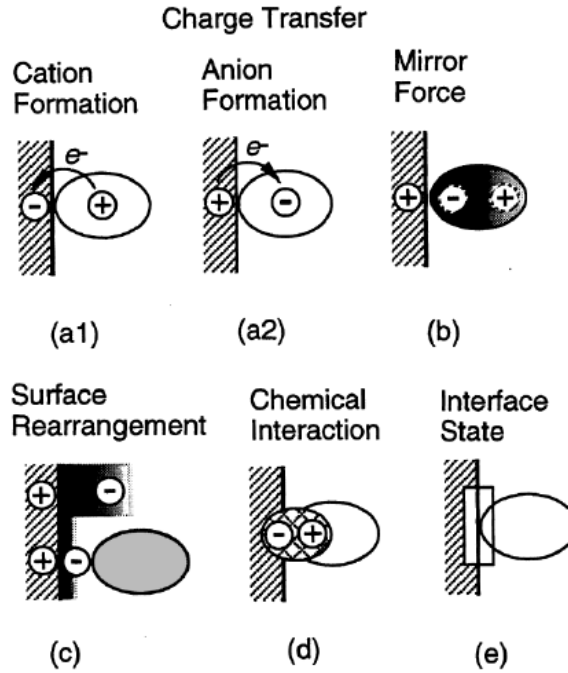 Charge Transfer
Cation
Formation
Anion
Formation
Mirror
Force
e-
e-
- +
+ -
+ - +
(a1)
(a2)
(b)
Surface
Rearrangement
Chemical
Interaction
Interface
State
+ -
+ -
- +
(c)
(d)
(e)